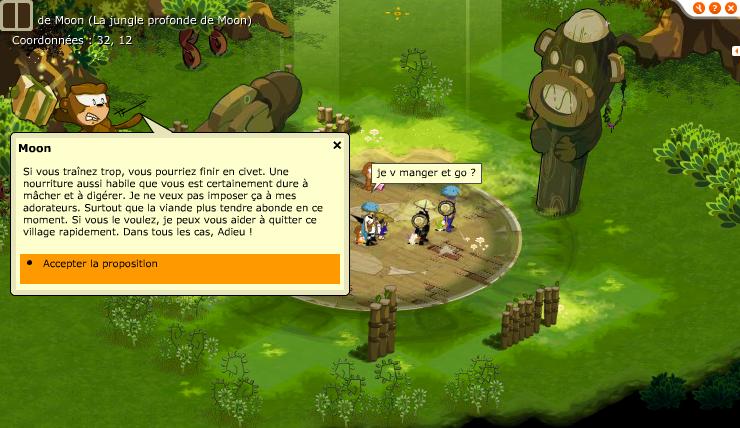 de Moon (La jungle profonde de Moon)
Coordonnées : 32, 12
Moon
Si vous traînez trop, vous pourriez finir en civet. Une
nourriture aussi habile que vous est certainement dure à
mâcher et à digérer. Je ne veux pas imposer ça à mes
adorateurs. Surtout que la viande plus tendre abonde en ce
moment. Si vous le voulez, je peux vous aider à quitter ce
village rapidement. Dans tous les cas, Adieu !
Accepter la proposition
je v manger et go ?